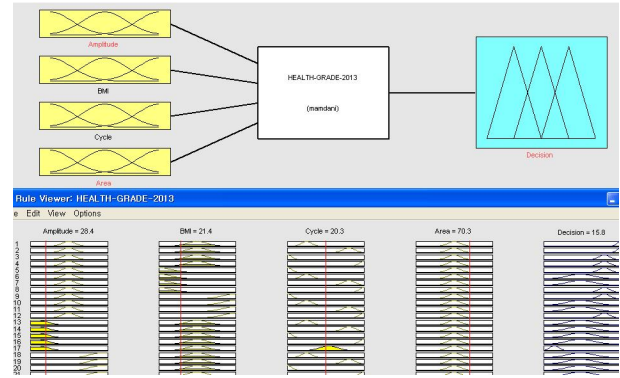 Amplitude
BMI
Cycle
Area
HEALTH-GRADE-2013
(mamdani)
Decision
Rule Viewer: HEALTH-GRADE-2013
e Edit View Options
Amplitude = 28.4 BMI = 21.4 Cycle = 20.3 Area = 70.3 Decision = 15.8
1
2
3
4
5
6
7
8
9
10
11
12
13
14
15
16
17
18
19
20
21